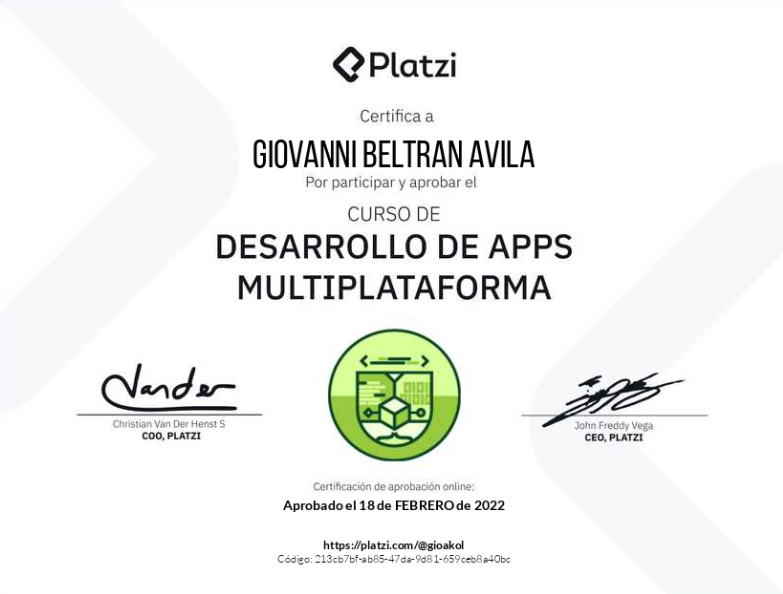 Platzi
Certifica a
GIOVANNI BELTRAN AVILA
Por participar y aprobar el
CURSO DE
DESARROLLO DE APPS
MULTIPLATAFORMA
Vander
Christian Van Der Henst S
COO, PLATZI
John Freddy Vega
CEO, PLATZI
Certificación de aprobación online:
Aprobado el 18 de FEBRERO de 2022
https://platzi.com/@gioakol
Código: 213cb7bf-ab85-47da-9d81-659ceb8a40bc